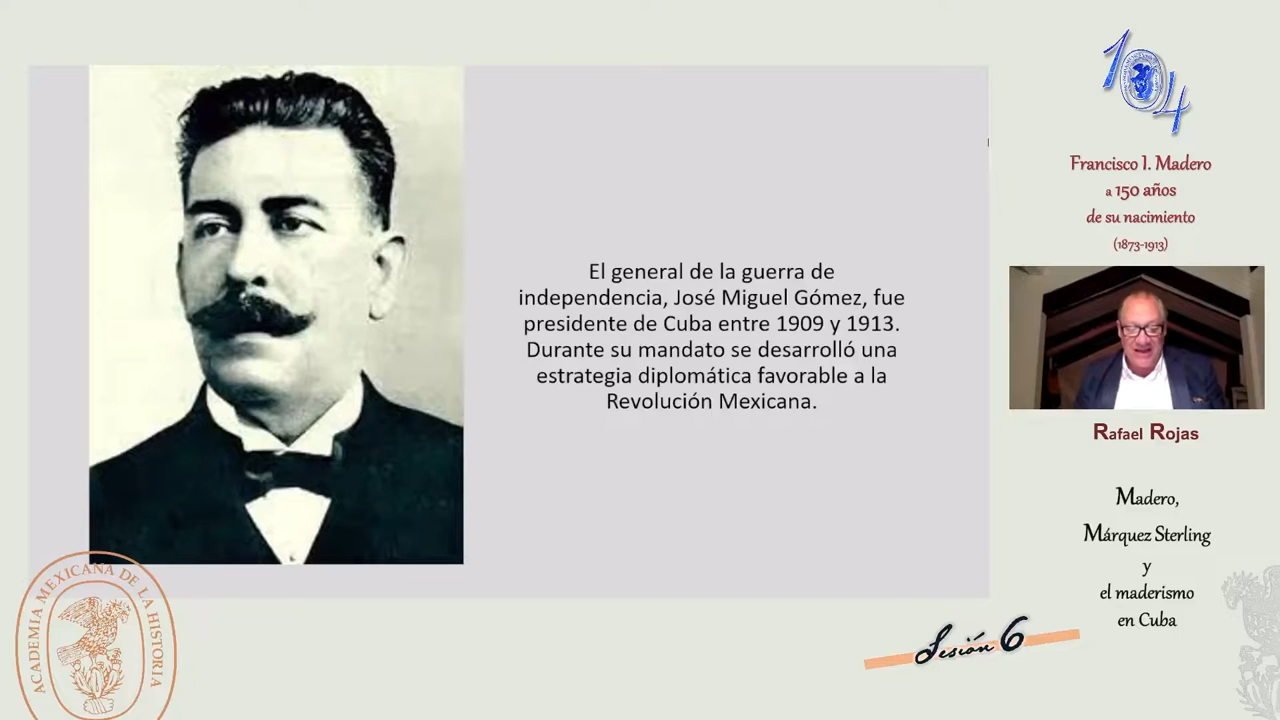 El general de la guerra de
independencia, José Miguel Gómez, fue
presidente de Cuba entre 1909 y 1913.
Durante su mandato se desarrolló una
estrategia diplomática favorable a la
Revolución Mexicana.
104
Francisco I. Madero
a 150 años
de su nacimiento
(1873-1913)
Rafael Rojas
Madero,
Márquez Sterling
y
el maderismo
en Cuba
Sesión 6
ACADEMIA MEXICANA DE LA HISTORIA